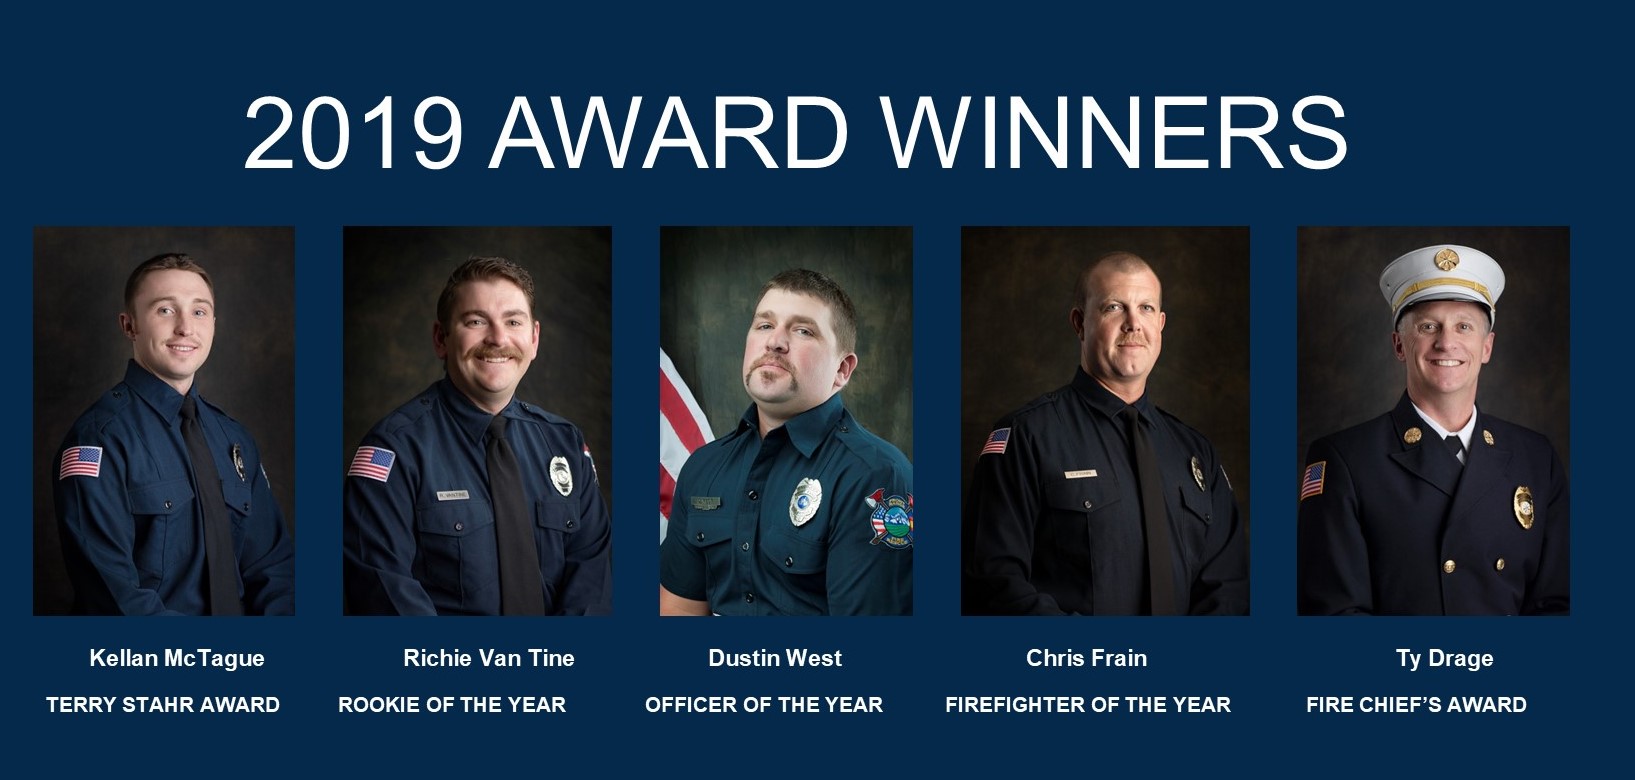 2019 AWARD WINNERS
Kellan McTague
Richie Van Tine
Dustin West
Chris Frain
Ty Drage
TERRY STAHR AWARD
ROOKIE OF THE YEAR
OFFICER OF THE YEAR
FIREFIGHTER OF THE YEAR
FIRE CHIEF’S AWARD